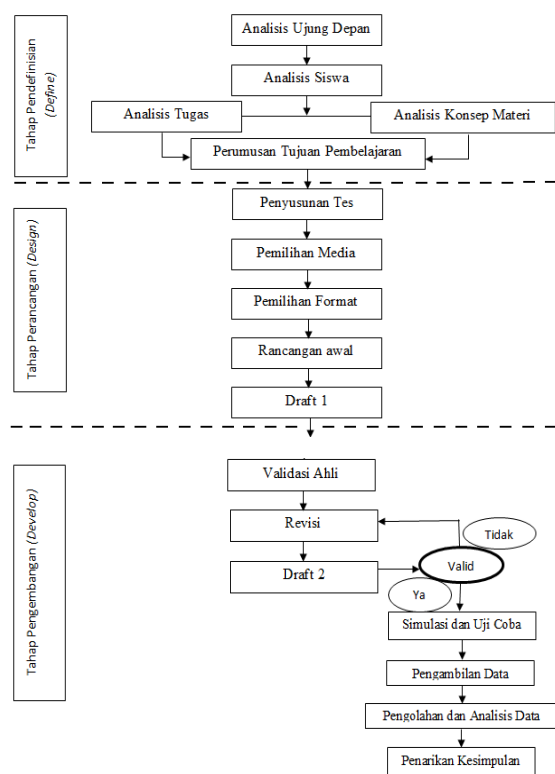 Tahap Pendefinisian
(Define)
Analisis Ujung Depan
Analisis Siswa
Analisis Tugas
Analisis Konsep Materi
Perumusan Tujuan Pembelajaran
Tahap Perancangan (Design)
Penyusunan Tes
Pemilihan Media
Pemilihan Format
Rancangan awal
Draft 1
Tahap Pengembangan (Develop)
Validasi Ahli
Revisi
Tidak
Draft 2
Valid
Ya
Simulasi dan Uji Coba
Pengambilan Data
Pengolahan dan Analisis Data
Penarikan Kesimpulan